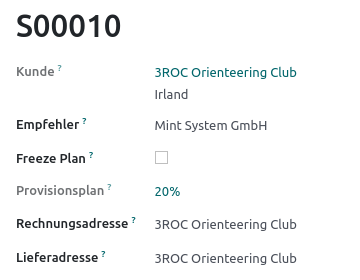 S00010
Kunde ? 3ROC Orienteering Club
Irland
Empfehler ? Mint System GmbH
Freeze Plan ?
Provisionsplan ? 20%
Rechnungsadresse ? 3ROC Orienteering Club
Lieferadresse ? 3ROC Orienteering Club